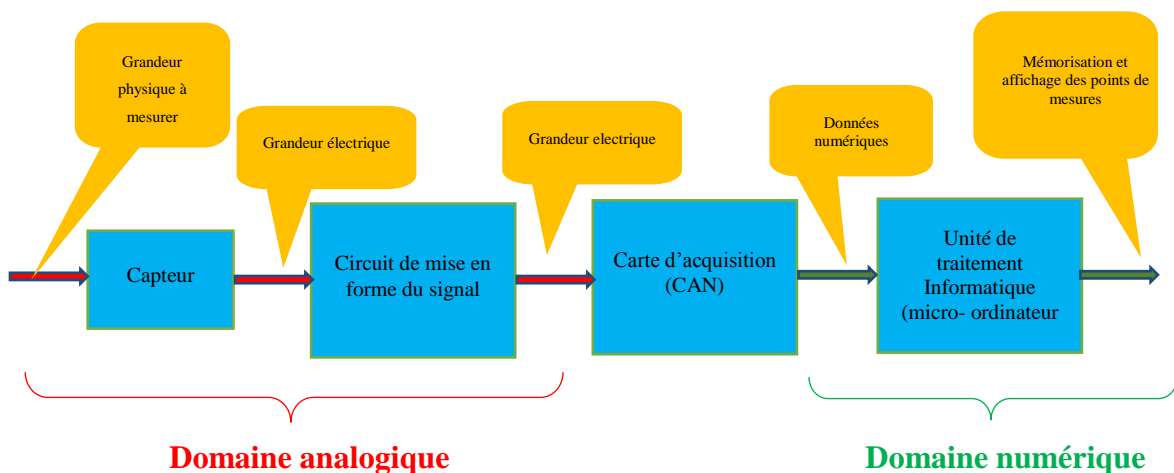 Grandeur
physique à
mesurer
Grandeur électrique
Grandeur electrique
Données
numériques
Mémorisation et
affichage des points de
mesures
Capteur
Circuit de mise en
forme du signal
Carte d’acquisition
(CAN)
Unité de
traitement
Informatique
(micro- ordinateur
Domaine analogique
Domaine numérique